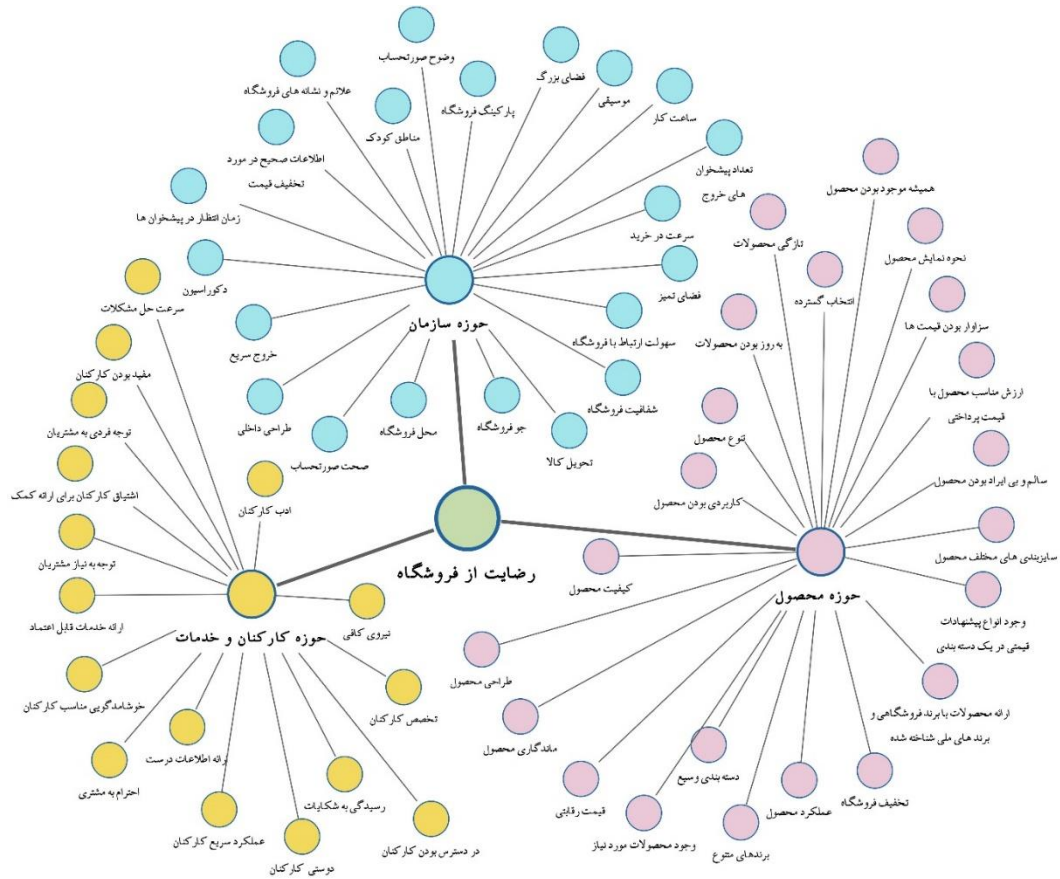 وضوح صورتحساب
فضای بزرگ
موسیقی
علائم و نشانه های فروشگاه
پارکینگ فروشگاه
ساعت کار
مناطق کودک
اطلاعات صحیح در مورد
تخفیف قیمت
تعداد پیشخوان
های خروج
زمان انتظار در پیشخوان ها
سرعت در خرید
دکوراسیون
فضای تمیز
حوزه سازمان
خروج سریع
سهولت ارتباط با فروشگاه
شفافیت فروشگاه
طراحی داخلی
محل فروشگاه
جو فروشگاه
صحت صورتحساب
تحویل کالا
رضایت از فروشگاه
همیشه موجود بودن محصول
تازگی محصولات
نحوه نمایش محصول
انتخاب گسترده
سزاوار بودن قیمت ها
به روز بودن محصولات
ارزش مناسب محصول با
قیمت پرداختی
تنوع محصول
سالم و بی ایراد بودن محصول
کاربردی بودن محصول
سایزبندی های مختلف محصول
کیفیت محصول
حوزه محصول
وجود انواع پیشنهادات
قیمتی در یک دسته بندی
طراحی محصول
ارائه محصولات با برند فروشگاهی و
برند های ملی شناخته شده
ماندگاری محصول
دسته بندی وسیع
تخفیف فروشگاه
قیمت رقابتی
عملکرد محصول
وجود محصولات مورد نیاز
برندهای متنوع
سرعت حل مشکلات
مفید بودن کارکنان
توجه فردی به مشتریان
اشتیاق کارکنان برای ارائه کمک
ادب کارکنان
توجه به نیاز مشتریان
ارائه خدمات قابل اعتماد
نیروی کافی
حوزه کارکنان و خدمات
خوشامدگویی مناسب کارکنان
تخصص کارکنان
رائه اطلاعات درست
احترام به مشتری
رسیدگی به شکایات
عملکرد سریع کارکنان
دوستی کارکنان
در دسترس بودن کارکنان